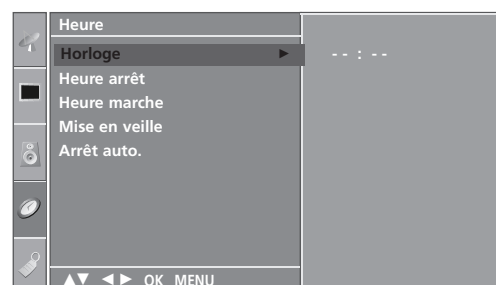 Heure
Horloge ► -- : --
Heure arrêt
Heure marche
Mise en veille
Arrêt auto.
▲▼ ◄► OK MENU